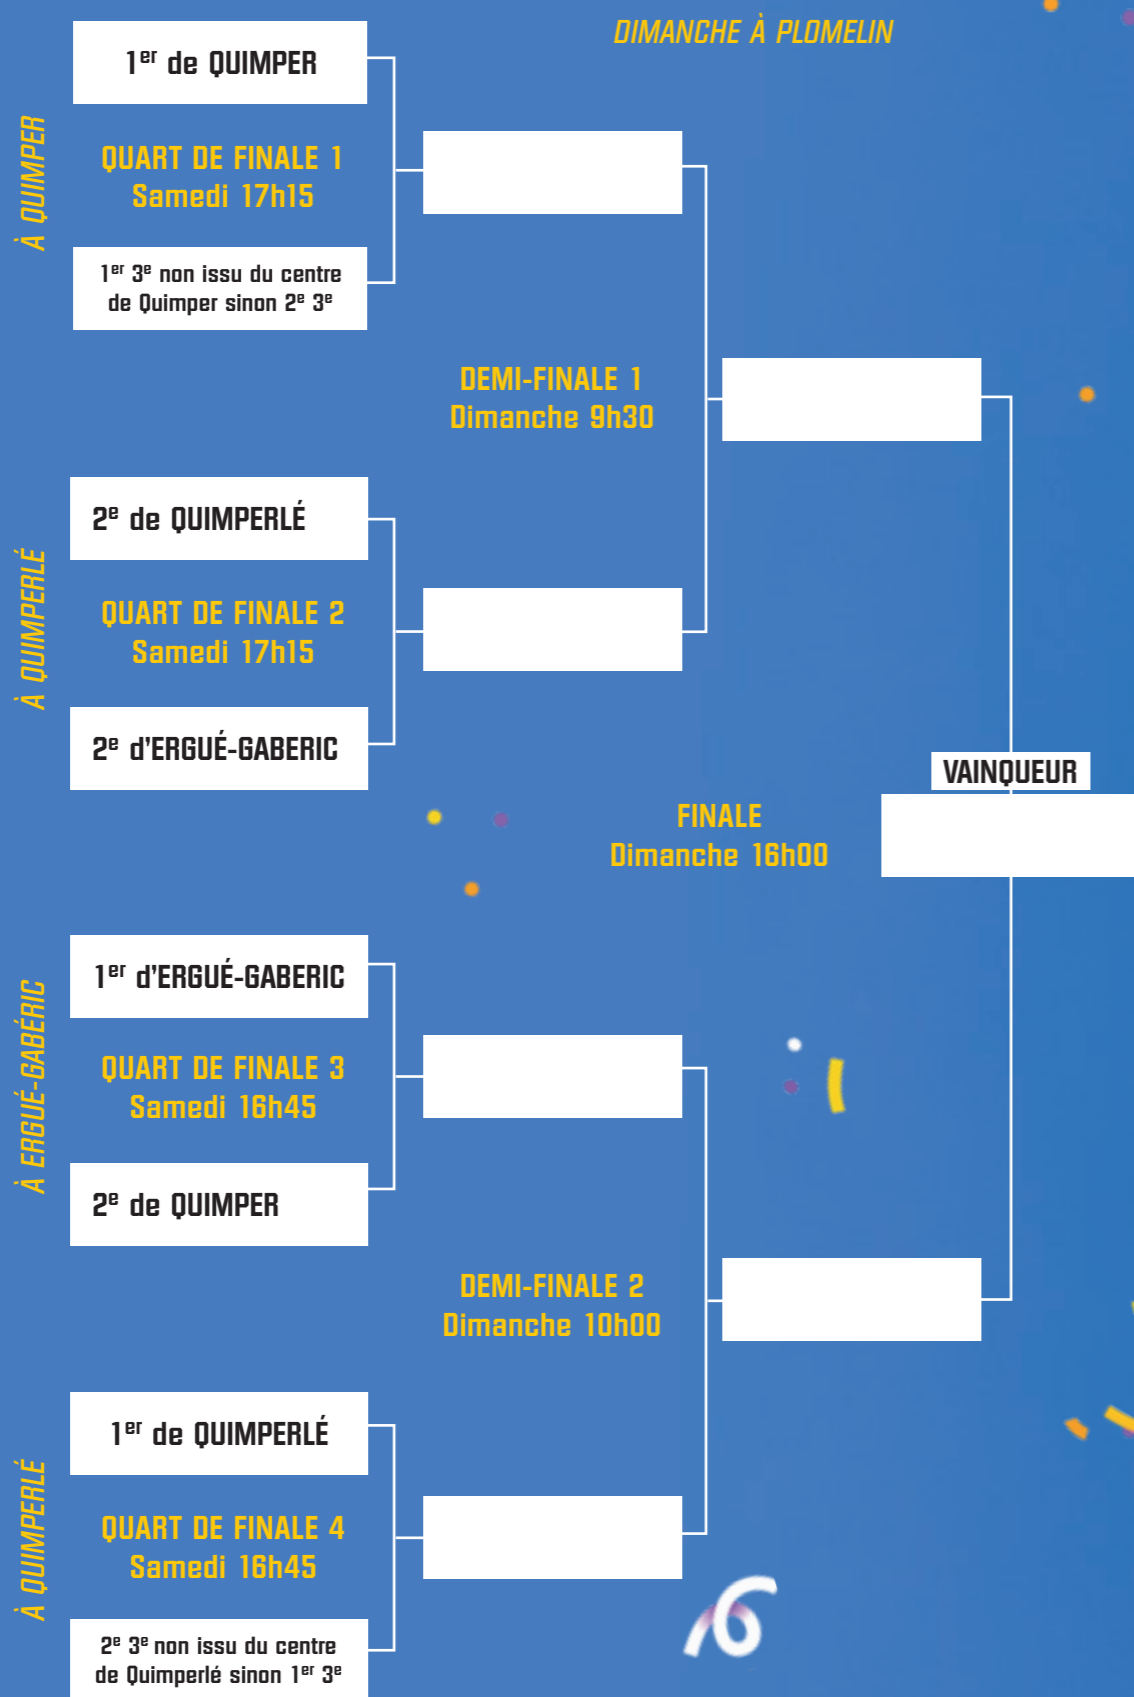 DIMANCHE À PLOMELIN
À QUIMPER
1er de QUIMPER
QUART DE FINALE 1
Samedi 17h15
1er 3e non issu du centre
de Quimper sinon 2e 3e
DEMI-FINALE 1
Dimanche 9h30
À QUIMPERLÉ
2e de QUIMPERLÉ
QUART DE FINALE 2
Samedi 17h15
2e d'ERGUÉ-GABERIC
VAINQUEUR
FINALE
Dimanche 16h00
À ERGUÉ-GABÉRIC
1er d'ERGUÉ-GABERIC
QUART DE FINALE 3
Samedi 16h45
2e de QUIMPER
DEMI-FINALE 2
Dimanche 10h00
À QUIMPERLÉ
1er de QUIMPERLÉ
QUART DE FINALE 4
Samedi 16h45
2e 3e non issu du centre
de Quimperlé sinon 1er 3e